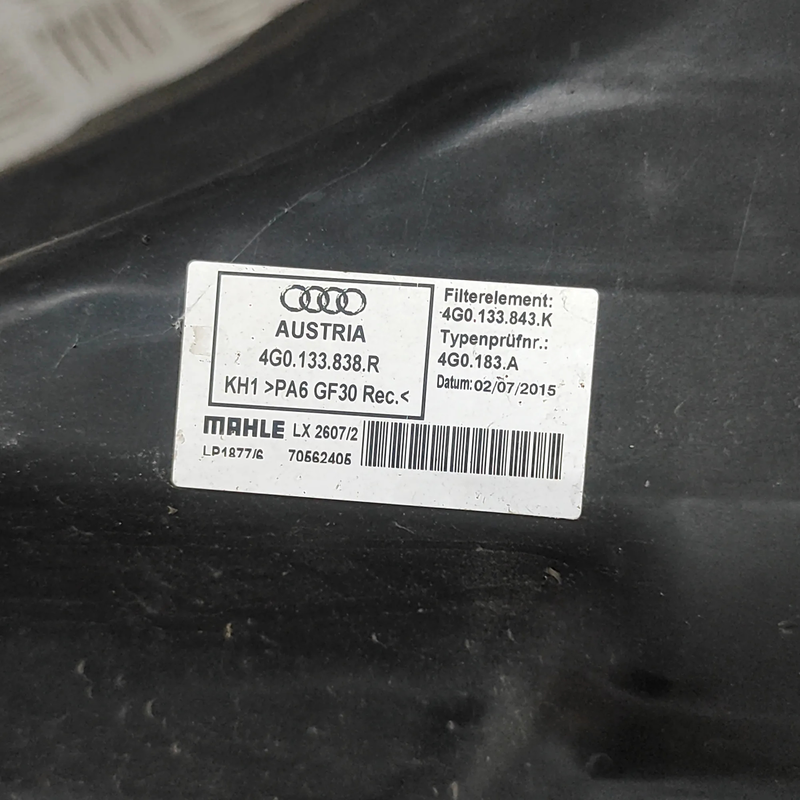 AUSTRIA
4G0.133.838.R
KH1 >PA6 GF30 Rec.<
Filterelement:
4G0.133.843.K
Typenprüfnr.:
4G0.183.A
Datum: 02/07/2015
MAHLE LX 2607/2
LP1877/6 70562405